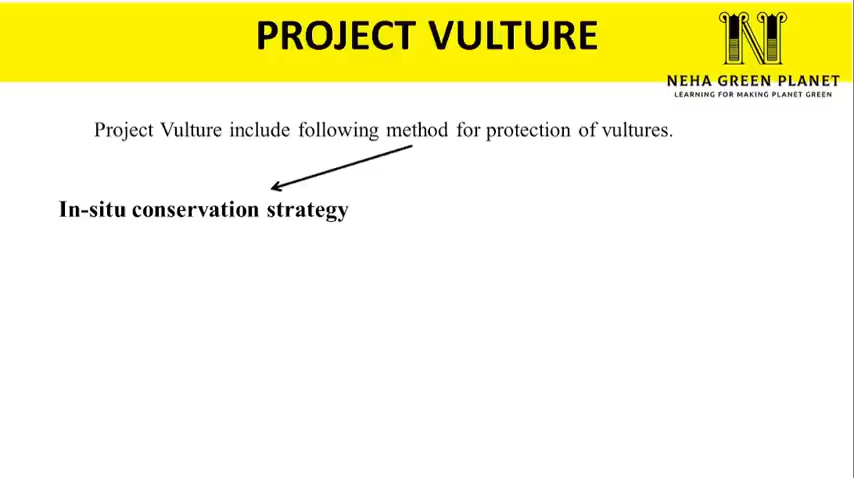 PROJECT VULTURE
N
NEHA GREEN PLANET
LEARNING FOR MAKING PLANET GREEN
Project Vulture include following method for protection of vultures.
In-situ conservation strategy